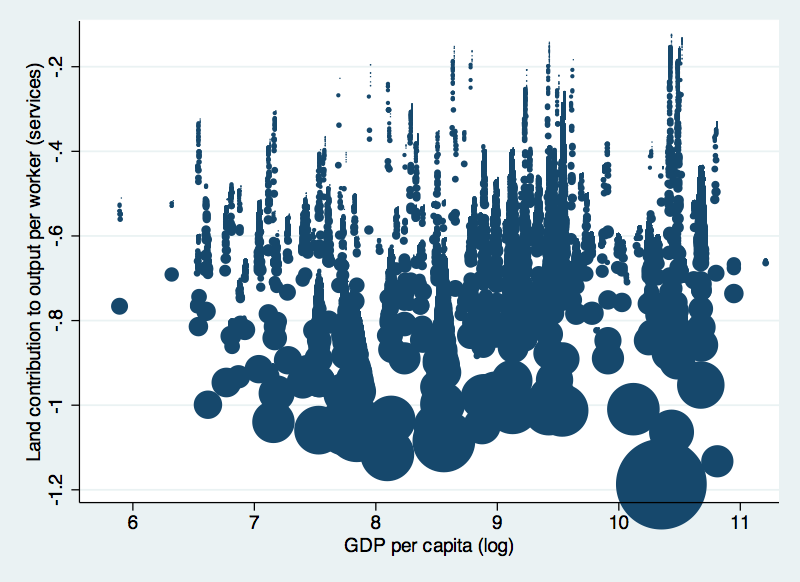 Land contribution to output per worker (services)
-.2
-.4
-.6
-.8
-1
-1.2
6 7 8 9 10 11
GDP per capita (log)